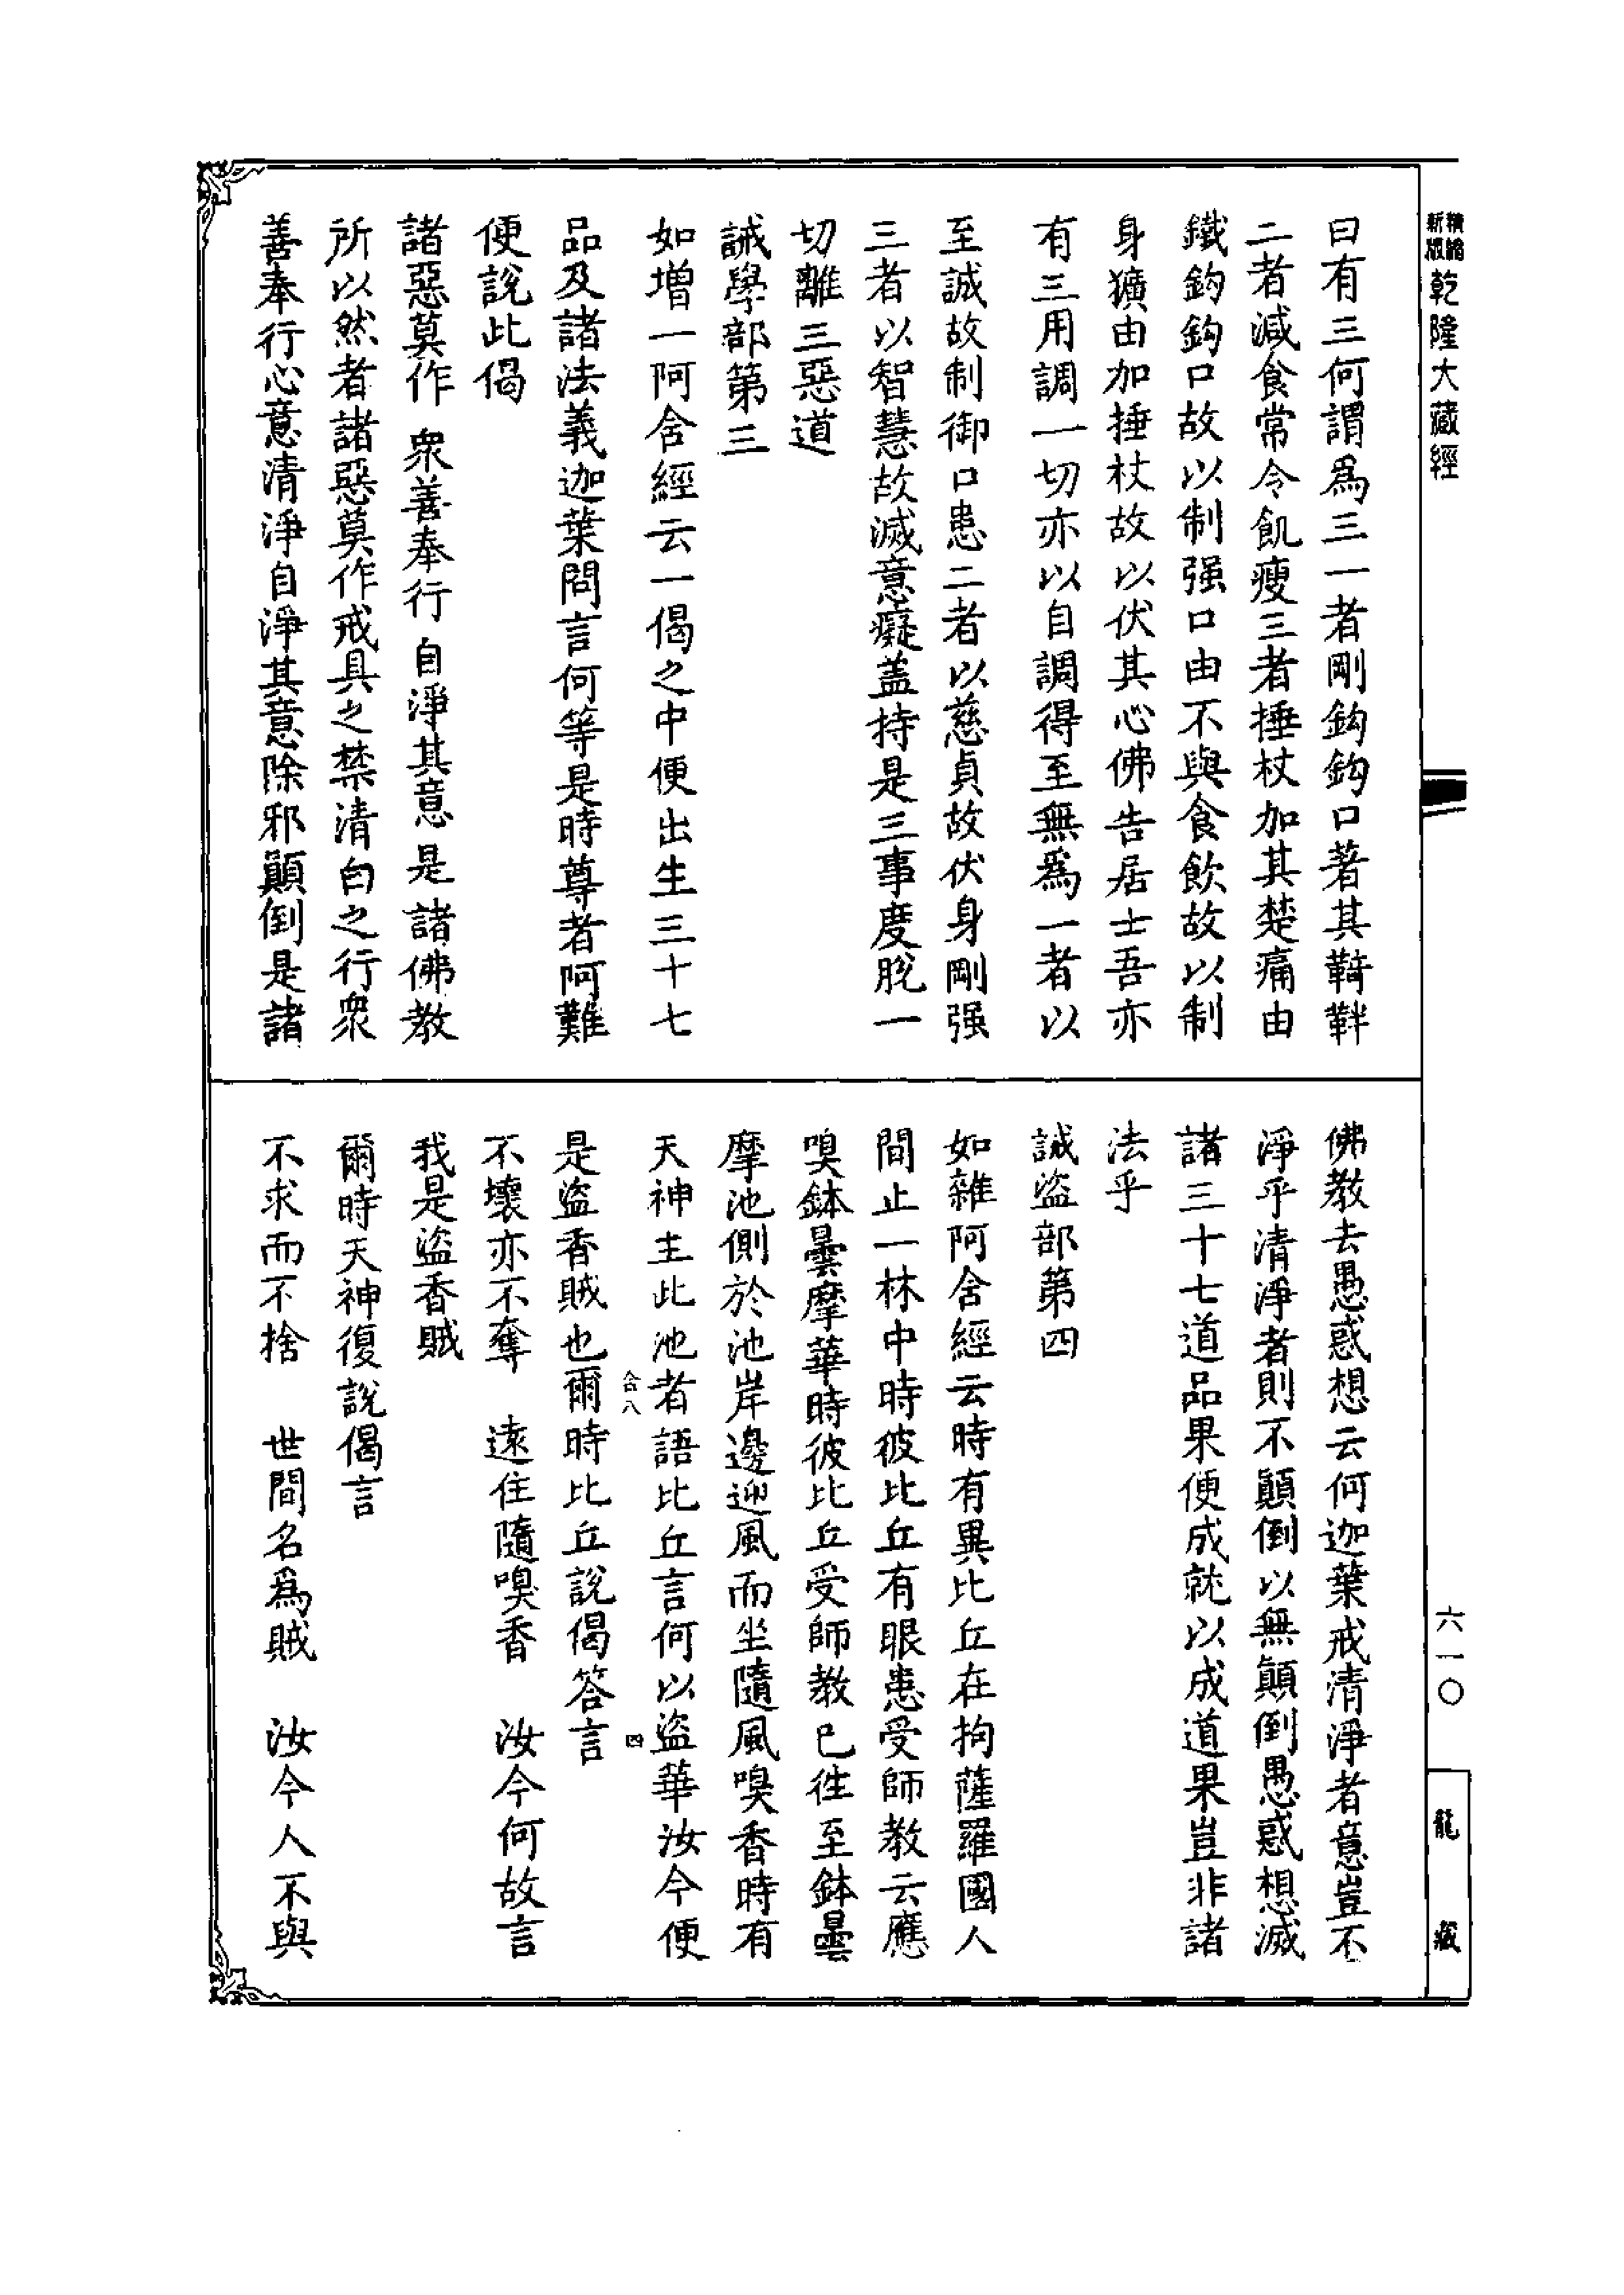 精縮新版乾隆大藏經
曰有三何謂爲三一者剛鈎鈎口著其䩭靽
二者減食常令飢瘦三者捶杖加其楚痛由
鐵鈎鈎口故以制强口由不與食飲故以制
身獷由加捶杖故以伏其心佛告居士吾亦
有三用調一切亦以自調得至無爲一者以
至誠故制御口患二者以慈貞故伏身剛强
三者以智慧故滅意癡蓋持是三事度脫一
切離三惡道
誡學部第三
如增一阿含經云一偈之中便出生三十七
品及諸法義迦葉問言何等是時尊者阿難
便說此偈
諸惡莫作 衆善奉行 自淨其意 是諸佛教
所以然者諸惡莫作戒具之禁清白之行衆
善奉行心意清淨自淨其意除邪顚倒是諸
佛教去愚惑想云何迦葉戒清淨者意豈不
淨乎清淨者則不顚倒以無顚倒愚惑想滅
諸三十七道品果便成就以成道果豈非諸
法乎
誡盜部第四
如雜阿含經云時有異比丘在拘薩羅國人
間止一林中時彼比丘有眼患受師教云應
嗅鉢曇摩華時彼比丘受師教已往至鉢曇
摩池側於池岸邊迎風而坐隨風嗅香時有
天神主此池者語比丘言何以盜華汝今便
是盜香賊也爾時比丘說偈答言
不壞亦不奪 遠住隨嗅香 汝今何故言
我是盜香賊
爾時天神復說偈言
不求而不捨 世間名爲賊 汝今人不與
合八 四
六一〇
龍藏